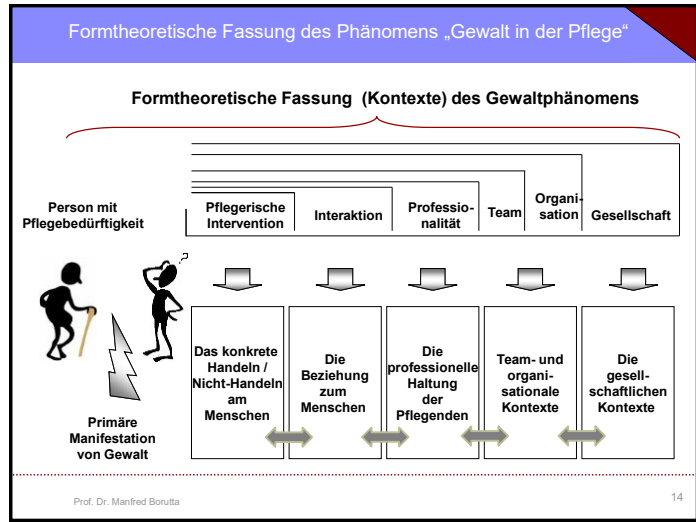 Formtheoretische Fassung des Phänomens „Gewalt in der Pflege“
Formtheoretische Fassung (Kontexte) des Gewaltphänomens
Person mit
Pflegebedürftigkeit
Pflegerische
Intervention
Interaktion
Professio-
nalität
Team
Organi-
sation
Gesellschaft
?
Primäre
Manifestation
von Gewalt
Das konkrete
Handeln /
Nicht-Handeln
am
Menschen
Die
Beziehung
zum
Menschen
Die
professionelle
Haltung
der
Pflegenden
Team- und
organi-
sationale
Kontexte
Die
gesell-
schaftlichen
Kontexte
Prof. Dr. Manfred Borutta
14